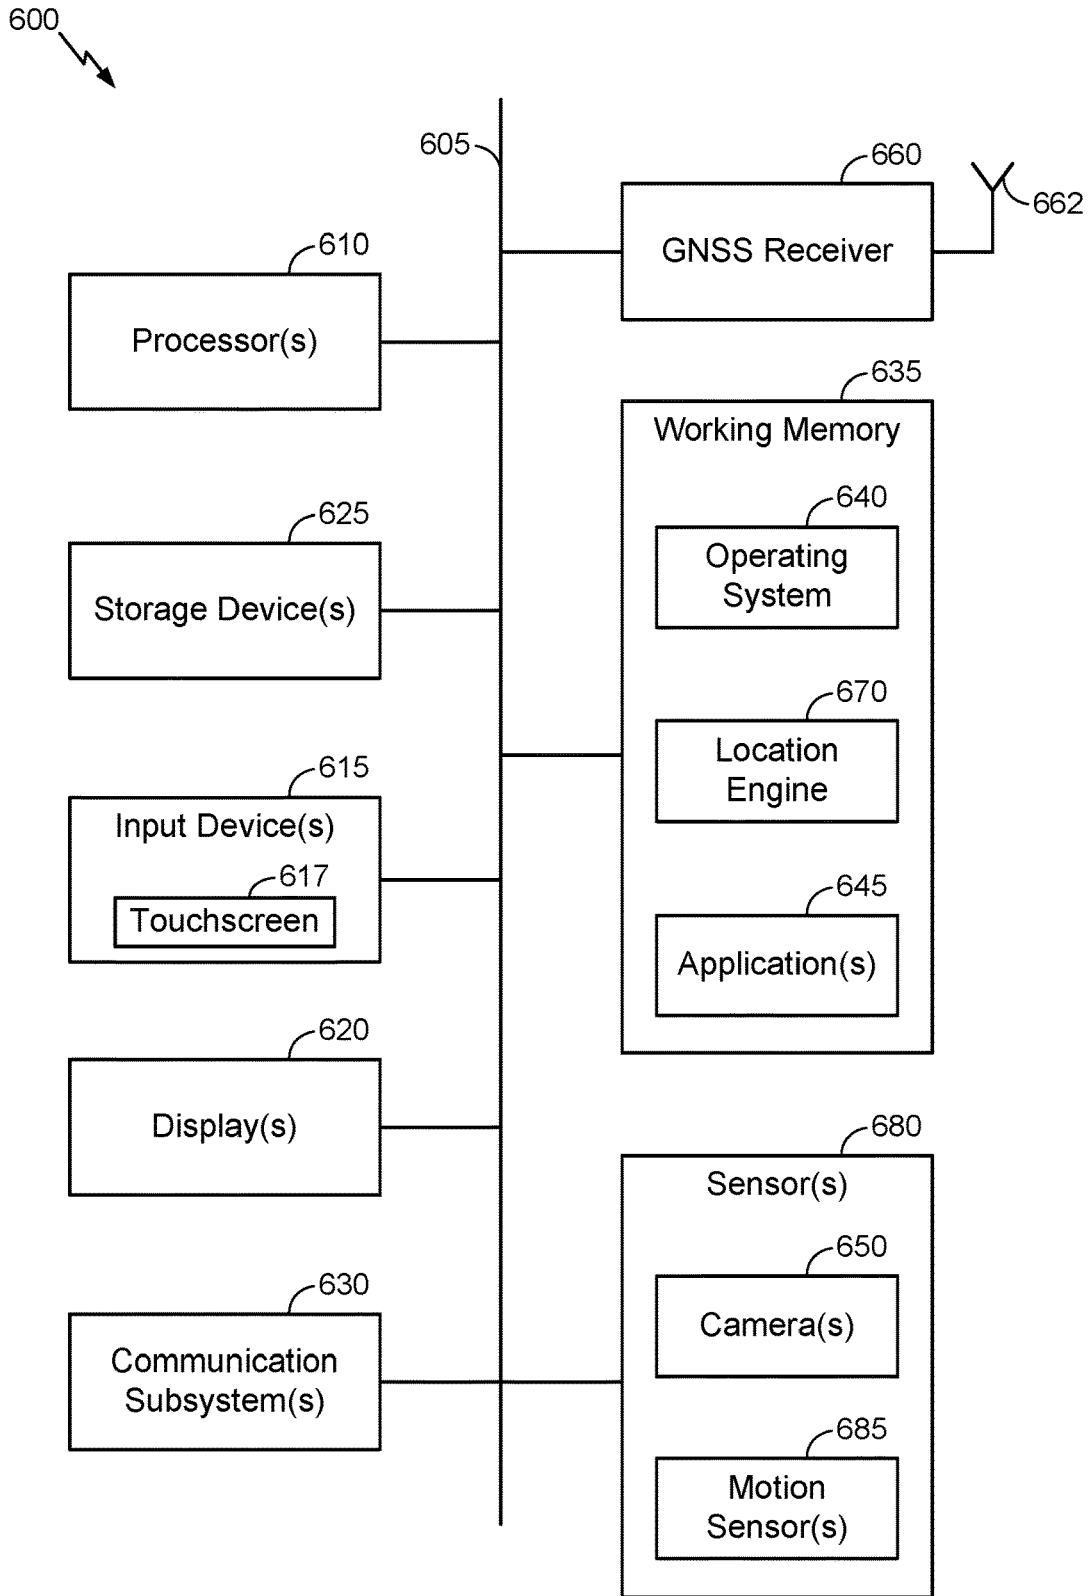 600
605
660
662
GNSS Receiver
610
Processor(s)
635
Working Memory
640
Operating
System
625
Storage Device(s)
670
Location
Engine
615
Input Device(s)
617
Touchscreen
645
Application(s)
620
Display(s)
680
Sensor(s)
650
Camera(s)
630
Communication
Subsystem(s)
685
Motion
Sensor(s)